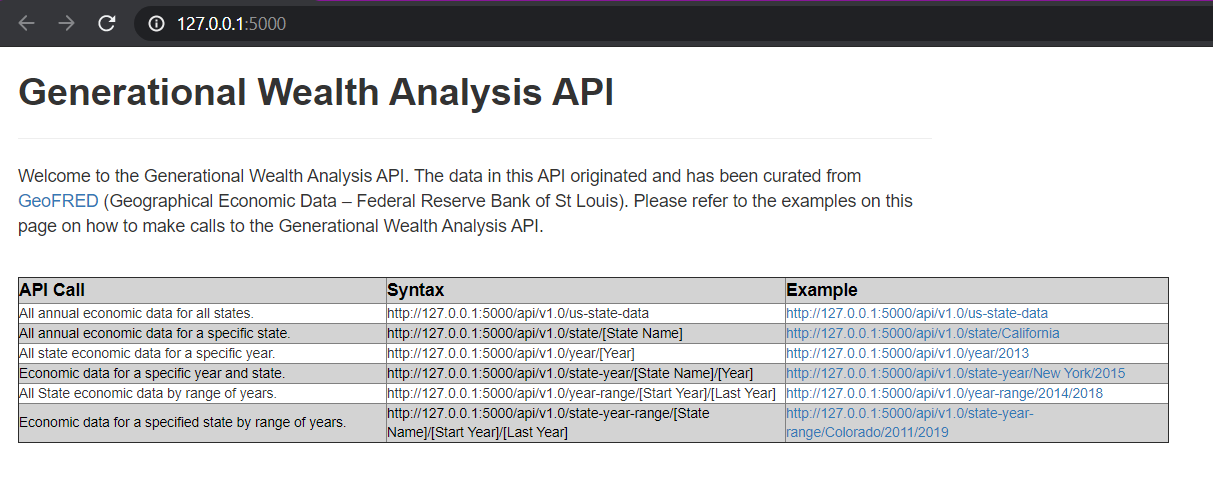 127.0.0.1:5000
Generational Wealth Analysis API
Welcome to the Generational Wealth Analysis API. The data in this API originated and has been curated from
GeoFRED (Geographical Economic Data – Federal Reserve Bank of St Louis). Please refer to the examples on this
page on how to make calls to the Generational Wealth Analysis API.
API Call Syntax Example
All annual economic data for all states. http://127.0.0.1:5000/api/v1.0/us-state-data http://127.0.0.1:5000/api/v1.0/us-state-data
All annual economic data for a specific state. http://127.0.0.1:5000/api/v1.0/state/[State Name] http://127.0.0.1:5000/api/v1.0/state/California
All state economic data for a specific year. http://127.0.0.1:5000/api/v1.0/year/[Year] http://127.0.0.1:5000/api/v1.0/year/2013
Economic data for a specific year and state. http://127.0.0.1:5000/api/v1.0/state-year/[State Name]/[Year] http://127.0.0.1:5000/api/v1.0/state-year/New York/2015
All State economic data by range of years. http://127.0.0.1:5000/api/v1.0/year-range/[Start Year]/[Last Year] http://127.0.0.1:5000/api/v1.0/year-range/2014/2018
Economic data for a specified state by range of years. http://127.0.0.1:5000/api/v1.0/state-year-range/[State
Name]/[Start Year]/[Last Year] http://127.0.0.1:5000/api/v1.0/state-year-
range/Colorado/2011/2019